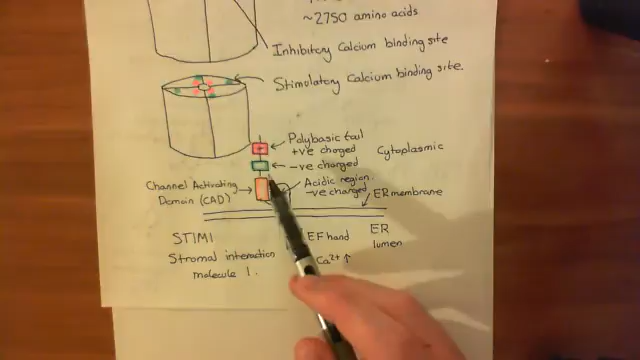 ~2750 amino acids
Inhibitory Calcium binding site
Stimulatory Calcium binding site.
Polybasic tail
+ve charged
Cytoplasmic
-ve charged
Channel Activating
Domain (CAD)
Acidic region.
-ve charged
ER membrane
STIM1
EF hand
ER
lumen
Stromal interaction
molecule 1.
Ca2+ ↑